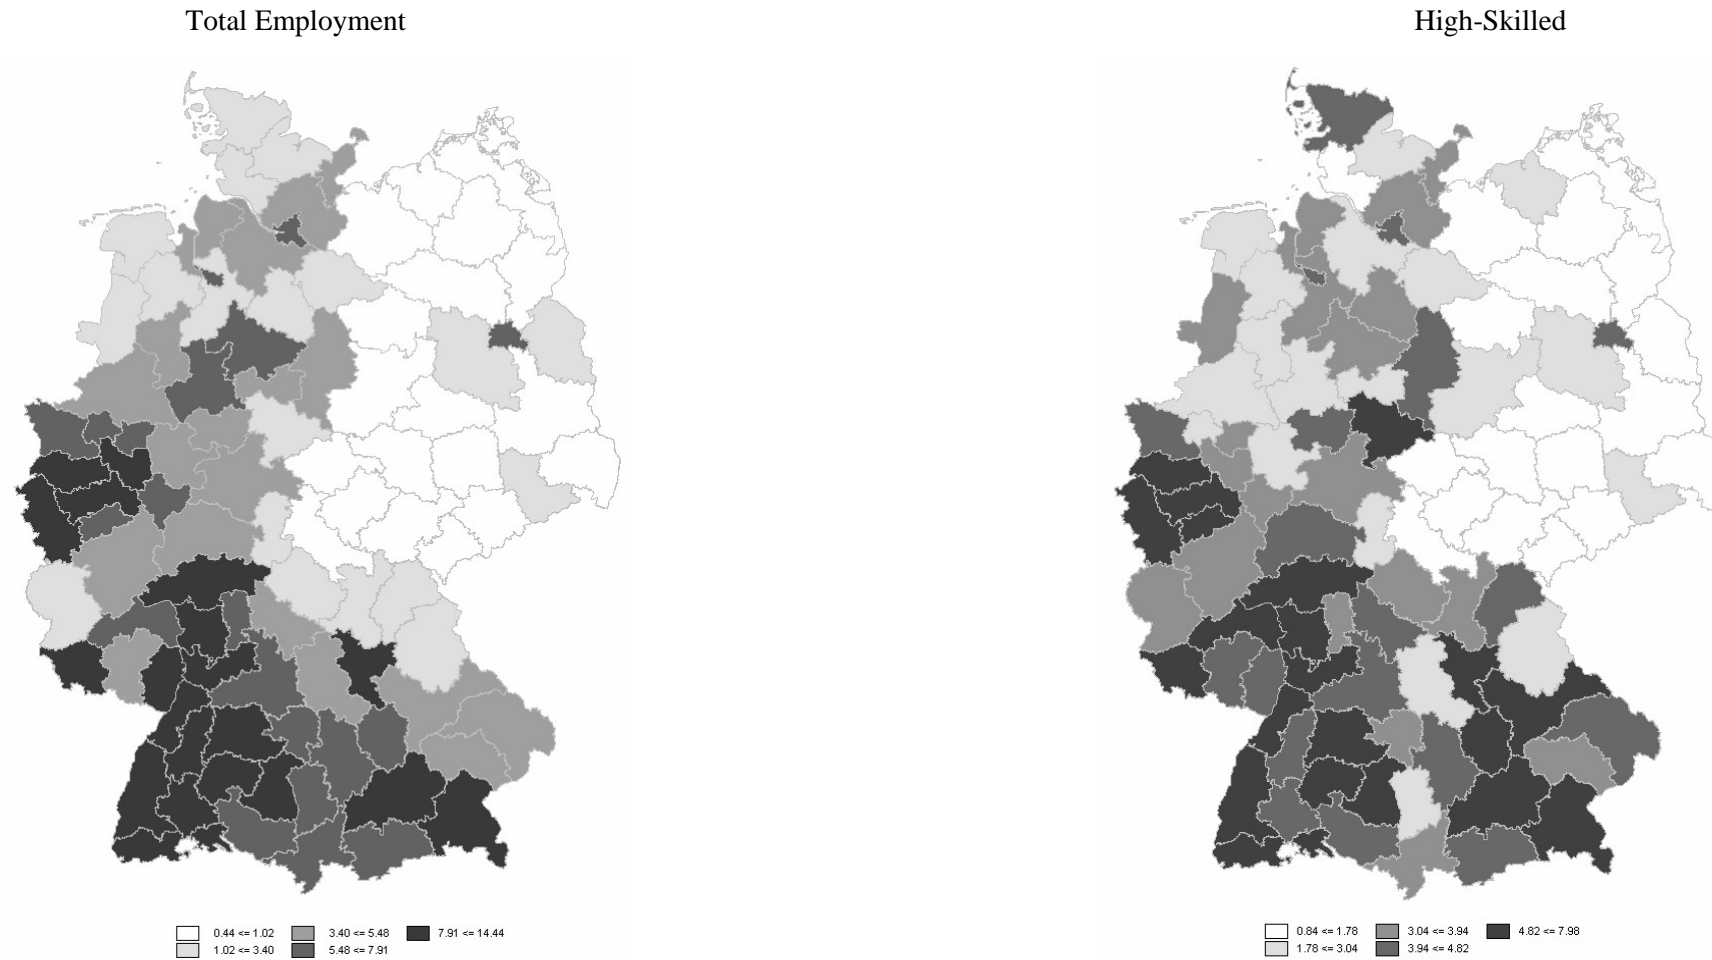 Total Employment
High-Skilled
0.44 <= 1.02
3.40 <= 5.48
7.91 <= 14.44
1.02 <= 3.40
5.48 <= 7.91
0.84 <= 1.78
3.04 <= 3.94
4.82 <= 7.98
1.78 <= 3.04
3.94 <= 4.82